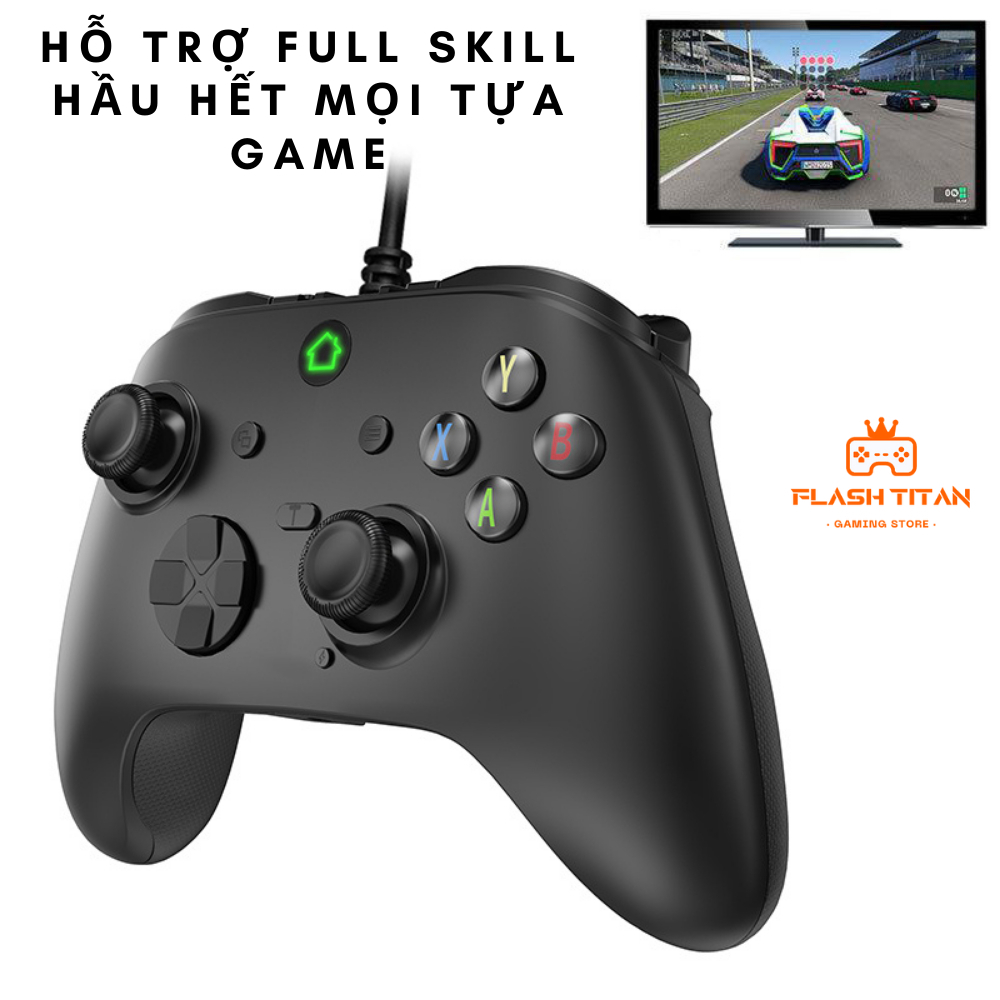 HỖ TRỢ FULL SKILL
HẦU HẾT MỌI TỰA
GAME
Y
X
B
A
T
FLASH TITAN
· GAMING STORE ·